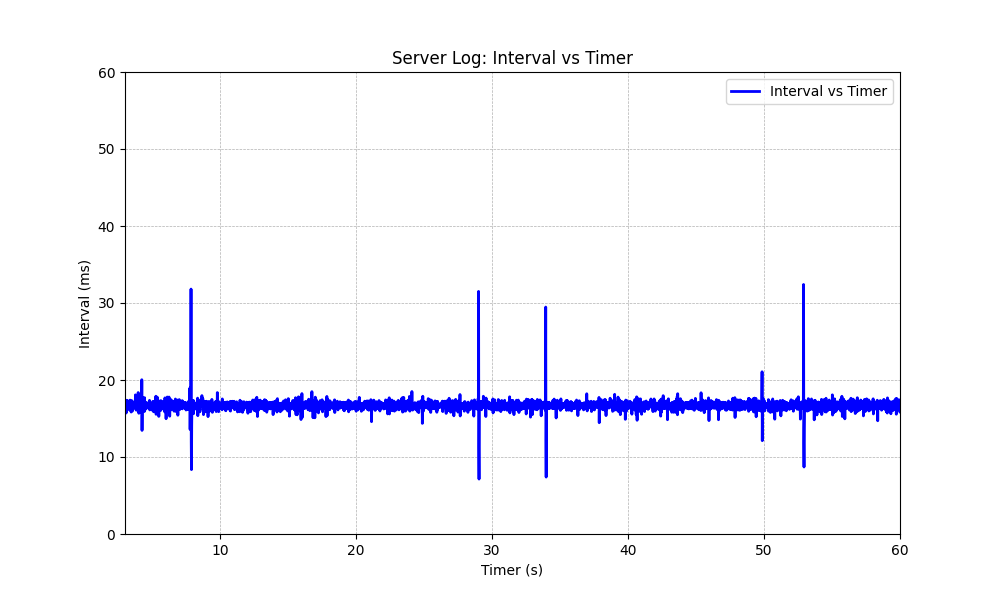 Server Log: Interval vs Timer
Interval vs Timer
60
50
40
30
20
10
0
Interval (ms)
10 20 30 40 50 60
Timer (s)